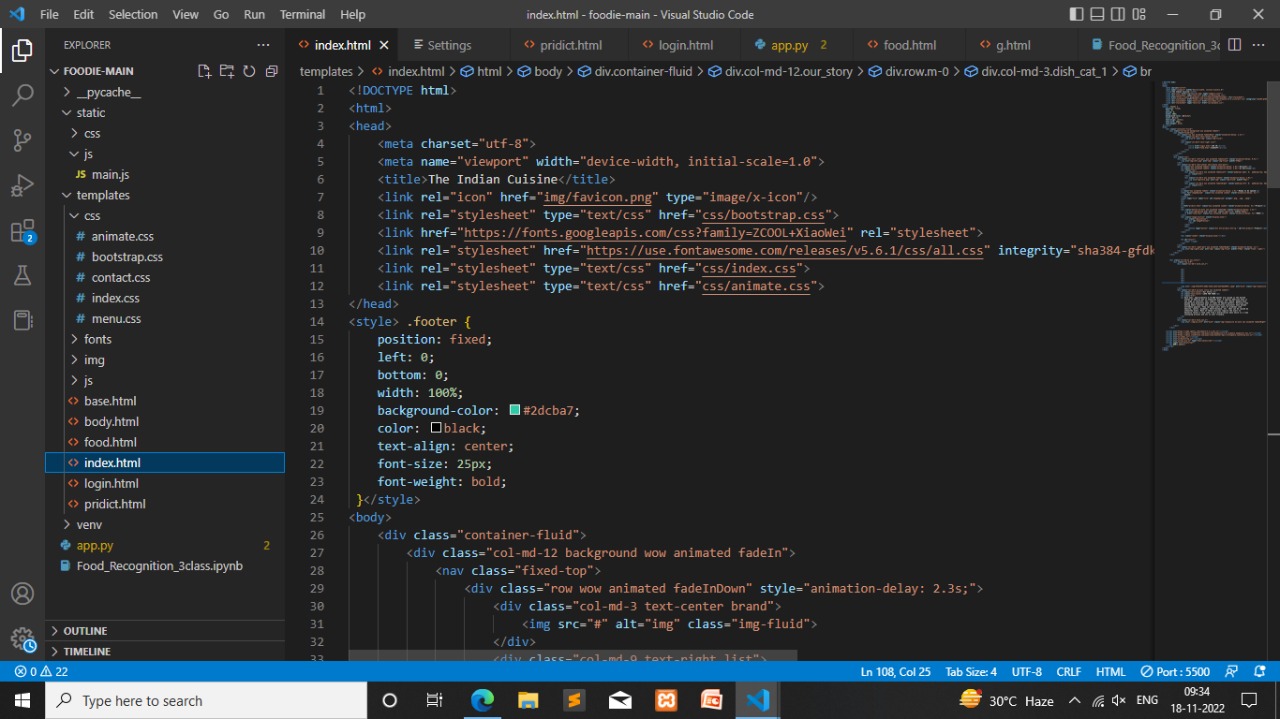 File Edit Selection View Go Run Terminal Help index.html - foodie-main - Visual Studio Code
EXPLORER
index.html Settings pridict.html login.html app.py 2 food.html g.html Food_Recognition_3c
FOODIE-MAIN
templates > index.html > html > body > div.container-fluid > div.col-md-12.our_story > div.row.m-0 > div.col-md-3.dish_cat_1 > br
__pycache__
static
css
js
main.js
templates
css
animate.css
bootstrap.css
contact.css
index.css
menu.css
fonts
img
js
base.html
body.html
food.html
index.html
login.html
pridict.html
venv
app.py 2
Food_Recognition_3class.ipynb
OUTLINE
TIMELINE
1 <!DOCTYPE html>
2 <html>
3 <head>
4 <meta charset="utf-8">
5 <meta name="viewport" width="device-width, initial-scale=1.0">
6 <title>The Indian cuisine</title>
7 <link rel="icon" href="img/favicon.png" type="image/x-icon"/>
8 <link rel="stylesheet" type="text/css" href="css/bootstrap.css">
9 <link href="https://fonts.googleapis.com/css?family=ZCOOL+XiaoWei" rel="stylesheet">
10 <link rel="stylesheet" href="https://use.fontawesome.com/releases/v5.6.1/css/all.css" integrity="sha384-gfdk
11 <link rel="stylesheet" type="text/css" href="css/index.css">
12 <link rel="stylesheet" type="text/css" href="css/animate.css">
13 </head>
14 <style> .footer {
15 position: fixed;
16 left: 0;
17 bottom: 0;
18 width: 100%;
19 background-color: #2dcba7;
20 color: black;
21 text-align: center;
22 font-size: 25px;
23 font-weight: bold;
24 }</style>
25 <body>
26 <div class="container-fluid">
27 <div class="col-md-12 background wow animated fadeIn">
28 <nav class="fixed-top">
29 <div class="row wow animated fadeInDown" style="animation-delay: 2.3s;">
30 <div class="col-md-3 text-center brand">
31 <img src="#" alt="img" class="img-fluid">
32 </div>
33 <div class="col-md-9 text-right list">
2
0 22 Ln 108, Col 25 Tab Size: 4 UTF-8 CRLF HTML Port : 5500
Type here to search 30°C Haze ENG 09:34
18-11-2022